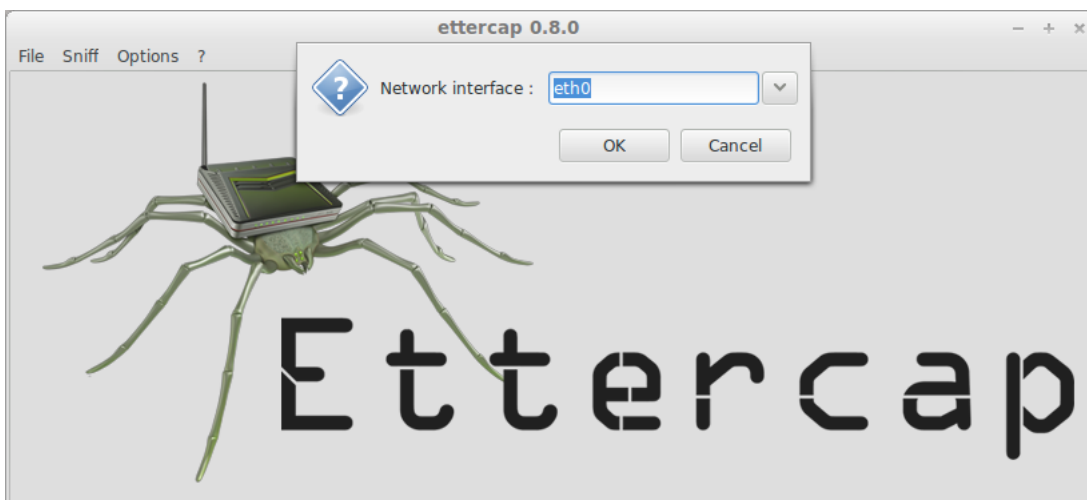 ettercap 0.8.0
File Sniff Options ?
Network interface : eth0
OK Cancel
Ettercap